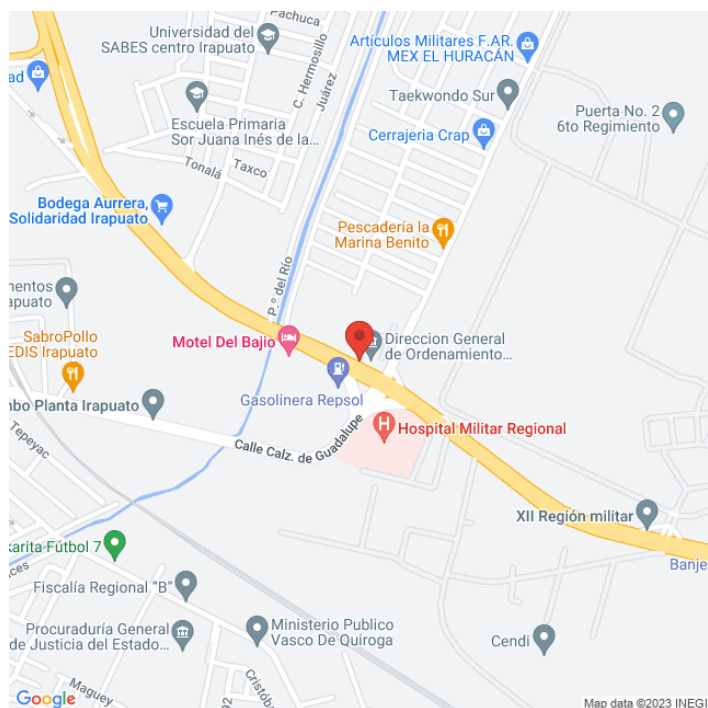 Pachuca
Universidad del
SABES centro Irapuato
C. Hermosillo
Juárez
Artículos Militares F.AR.
MEX EL HURACÁN
ad
Taekwondo Sur
Puerta No. 2
6to Regimiento
Escuela Primaria
Sor Juana Inés de la...
Cerrajeria Crap
Taxco
Tonalá
Bodega Aurrera,
Solidaridad Irapuato
Pescadería la
Marina Benito
P.º del Río
mentos
rapuato
SabroPollo
EDIS Irapuato
Motel Del Bajio
Direccion General
de Ordenamiento...
Gasolinera Repsol
mbo Planta Irapuato
Hospital Militar Regional
Calle Calz. de Guadalupe
Tepeyac
XII Región militar
karita Fútbol 7
Banje
ces
Fiscalía Regional "B"
Procuraduría General
de Justicia del Estado...
Ministerio Publico
Vasco De Quiroga
Cendi
Maguey
92
Cristób
Google
Map data ©2023 INEGI